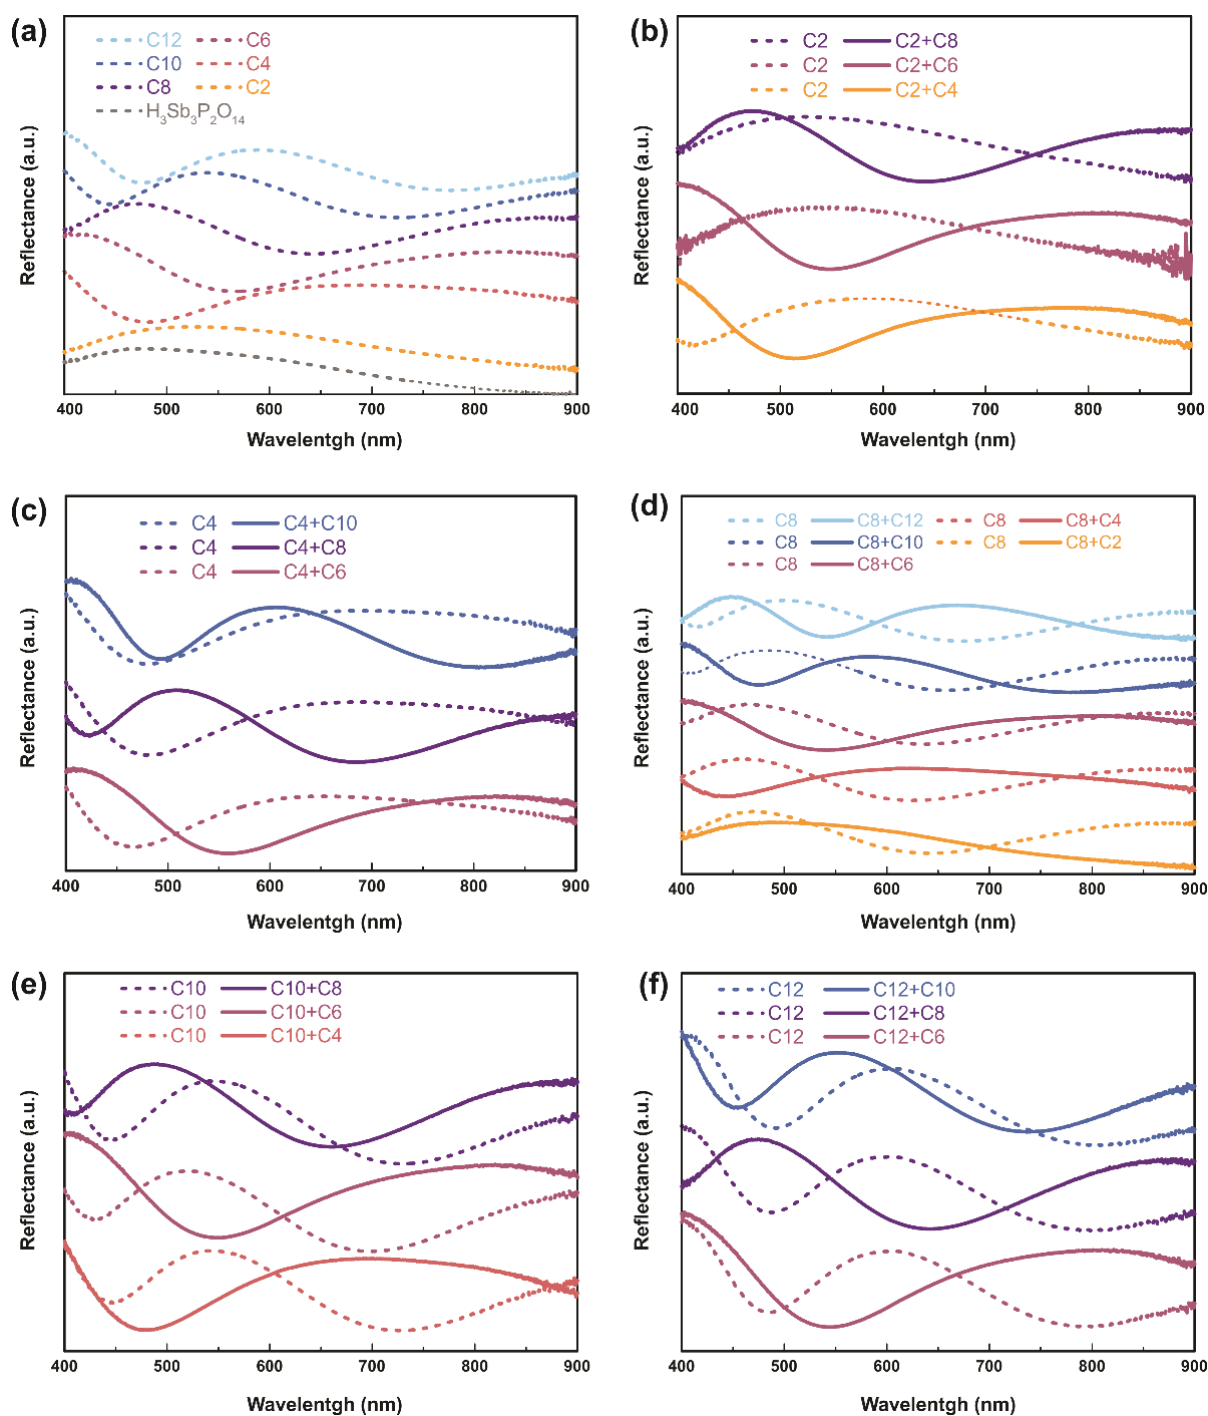 (a)
C12 C6
C10 C4
C8 C2
H₃Sb₃P₂O₁₄
Reflectance (a.u.)
400 500 600 700 800 900
Wavelentgh (nm)
(b)
C2 C2+C8
C2 C2+C6
C2 C2+C4
Reflectance (a.u.)
400 500 600 700 800 900
Wavelentgh (nm)
(c)
C4 C4+C10
C4 C4+C8
C4 C4+C6
Reflectance (a.u.)
400 500 600 700 800 900
Wavelentgh (nm)
(d)
C8 C8+C12 C8 C8+C4
C8 C8+C10 C8 C8+C2
C8 C8+C6
Reflectance (a.u.)
400 500 600 700 800 900
Wavelentgh (nm)
(e)
C10 C10+C8
C10 C10+C6
C10 C10+C4
Reflectance (a.u.)
400 500 600 700 800 900
Wavelentgh (nm)
(f)
C12 C12+C10
C12 C12+C8
C12 C12+C6
Reflectance (a.u.)
400 500 600 700 800 900
Wavelentgh (nm)